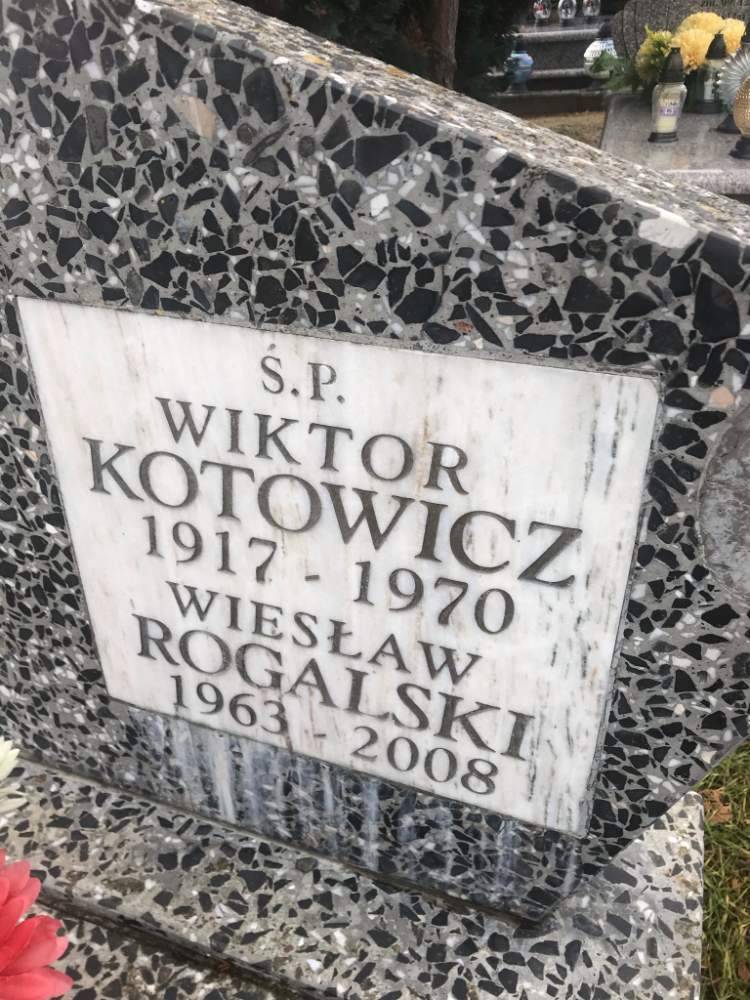 Ś.P.
WIKTOR
KOTOWICZ
1917 - 1970
WIESŁAW
ROGALSKI
1963 - 2008